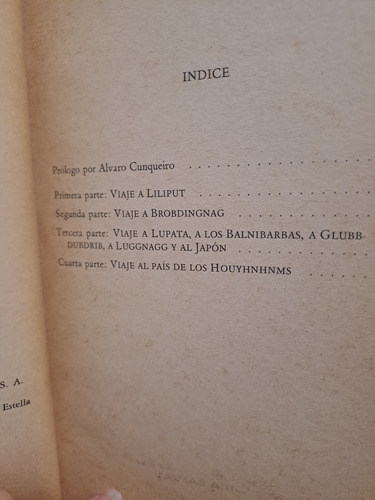 INDICE
Prólogo por Alvaro Cunqueiro . . . . . . . . . . . .
Primera parte: VIAJE A LILIPUT . . . . . . . . . . . .
Segunda parte: VIAJE A BROBDINGNAG . . . . . . . . .
Tercera parte: VIAJE A LUPATA, A LOS BALNIBARBAS, A GLUBB
DUBDRIB, A LUGGNAGG Y AL JAPÓN . . . . . . . . .
Cuarta parte: VIAJE AL PAÍS DE LOS HOUYHNHNMS . . . .
S. A.
Estella